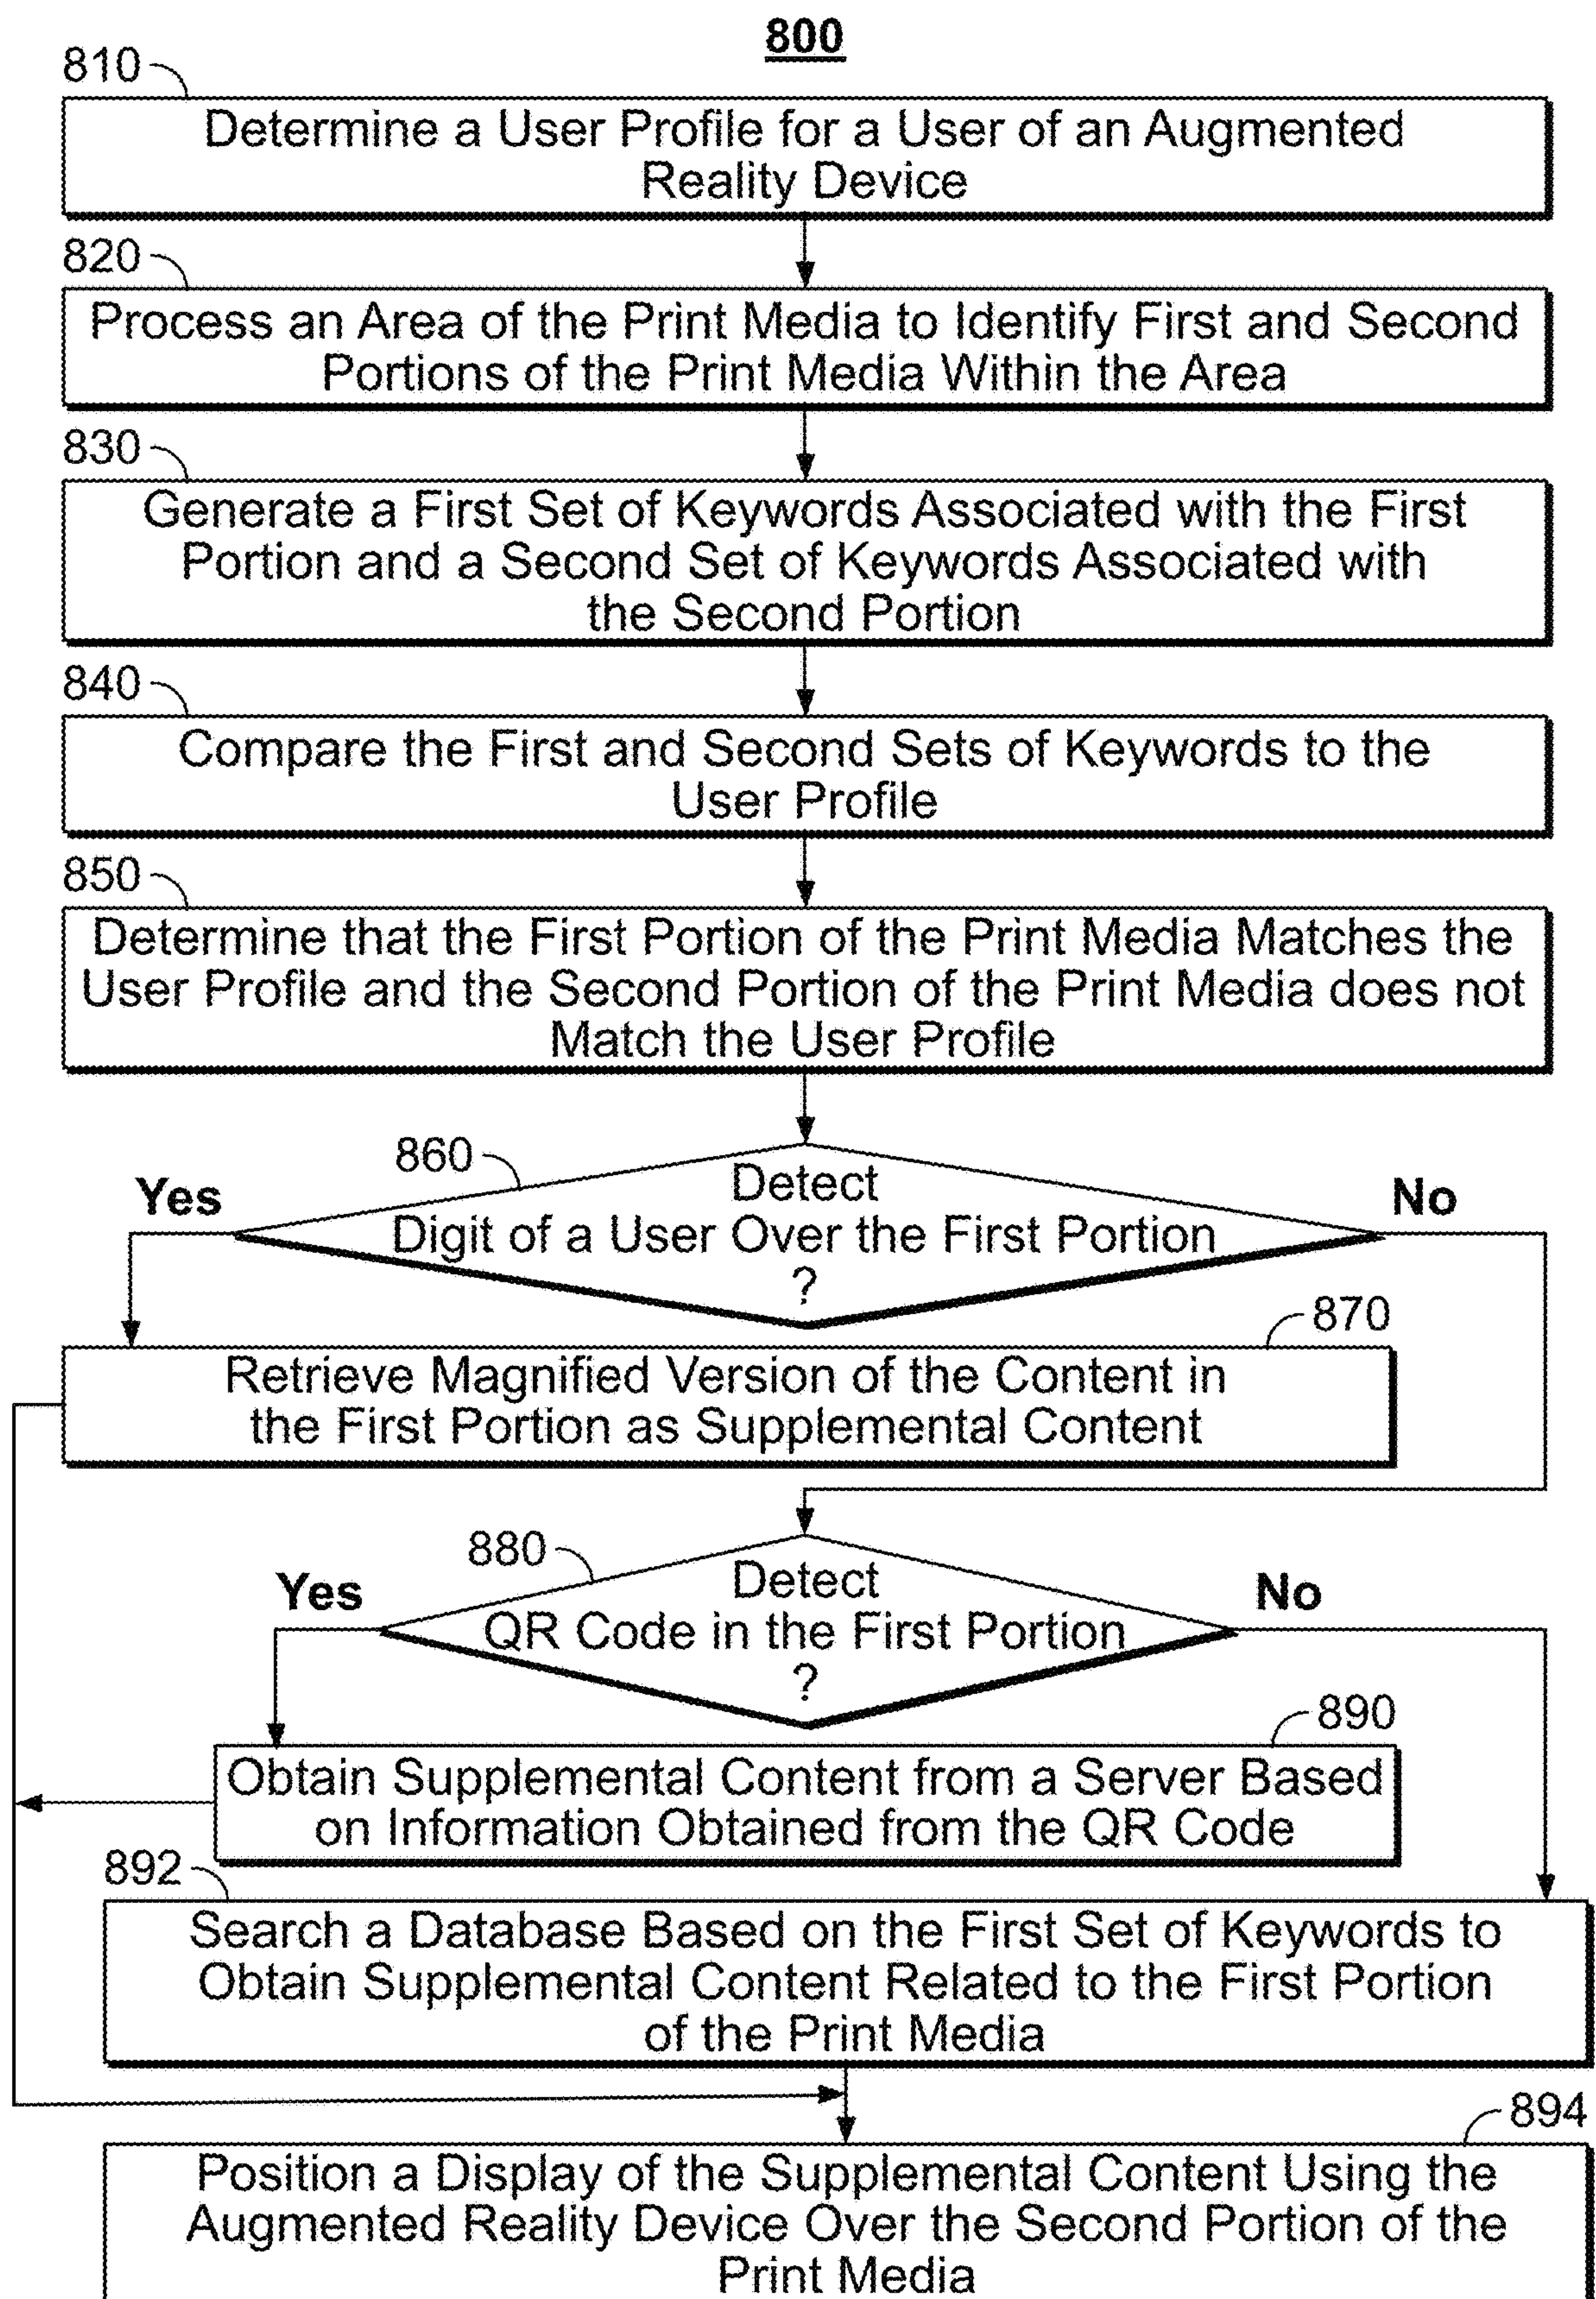 800
810
Determine a User Profile for a User of an Augmented
Reality Device
820
Process an Area of the Print Media to Identify First and Second
Portions of the Print Media Within the Area
830
Generate a First Set of Keywords Associated with the First
Portion and a Second Set of Keywords Associated with
the Second Portion
840
Compare the First and Second Sets of Keywords to the
User Profile
850
Determine that the First Portion of the Print Media Matches the
User Profile and the Second Portion of the Print Media does not
Match the User Profile
860
Yes
No
Detect
Digit of a User Over the First Portion
?
870
Retrieve Magnified Version of the Content in
the First Portion as Supplemental Content
880
Yes
No
Detect
QR Code in the First Portion
?
890
Obtain Supplemental Content from a Server Based
on Information Obtained from the QR Code
892
Search a Database Based on the First Set of Keywords to
Obtain Supplemental Content Related to the First Portion
of the Print Media
894
Position a Display of the Supplemental Content Using the
Augmented Reality Device Over the Second Portion of the
Print Media